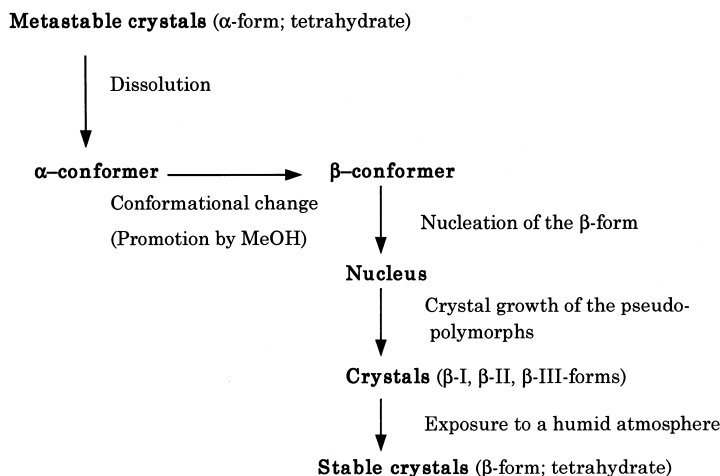 Metastable crystals (α-form; tetrahydrate)
Dissolution
α–conformer
β–conformer
Conformational change
(Promotion by MeOH)
Nucleation of the β-form
Nucleus
Crystal growth of the pseudo-
polymorphs
Crystals (β-I, β-II, β-III-forms)
Exposure to a humid atmosphere
Stable crystals (β-form; tetrahydrate)